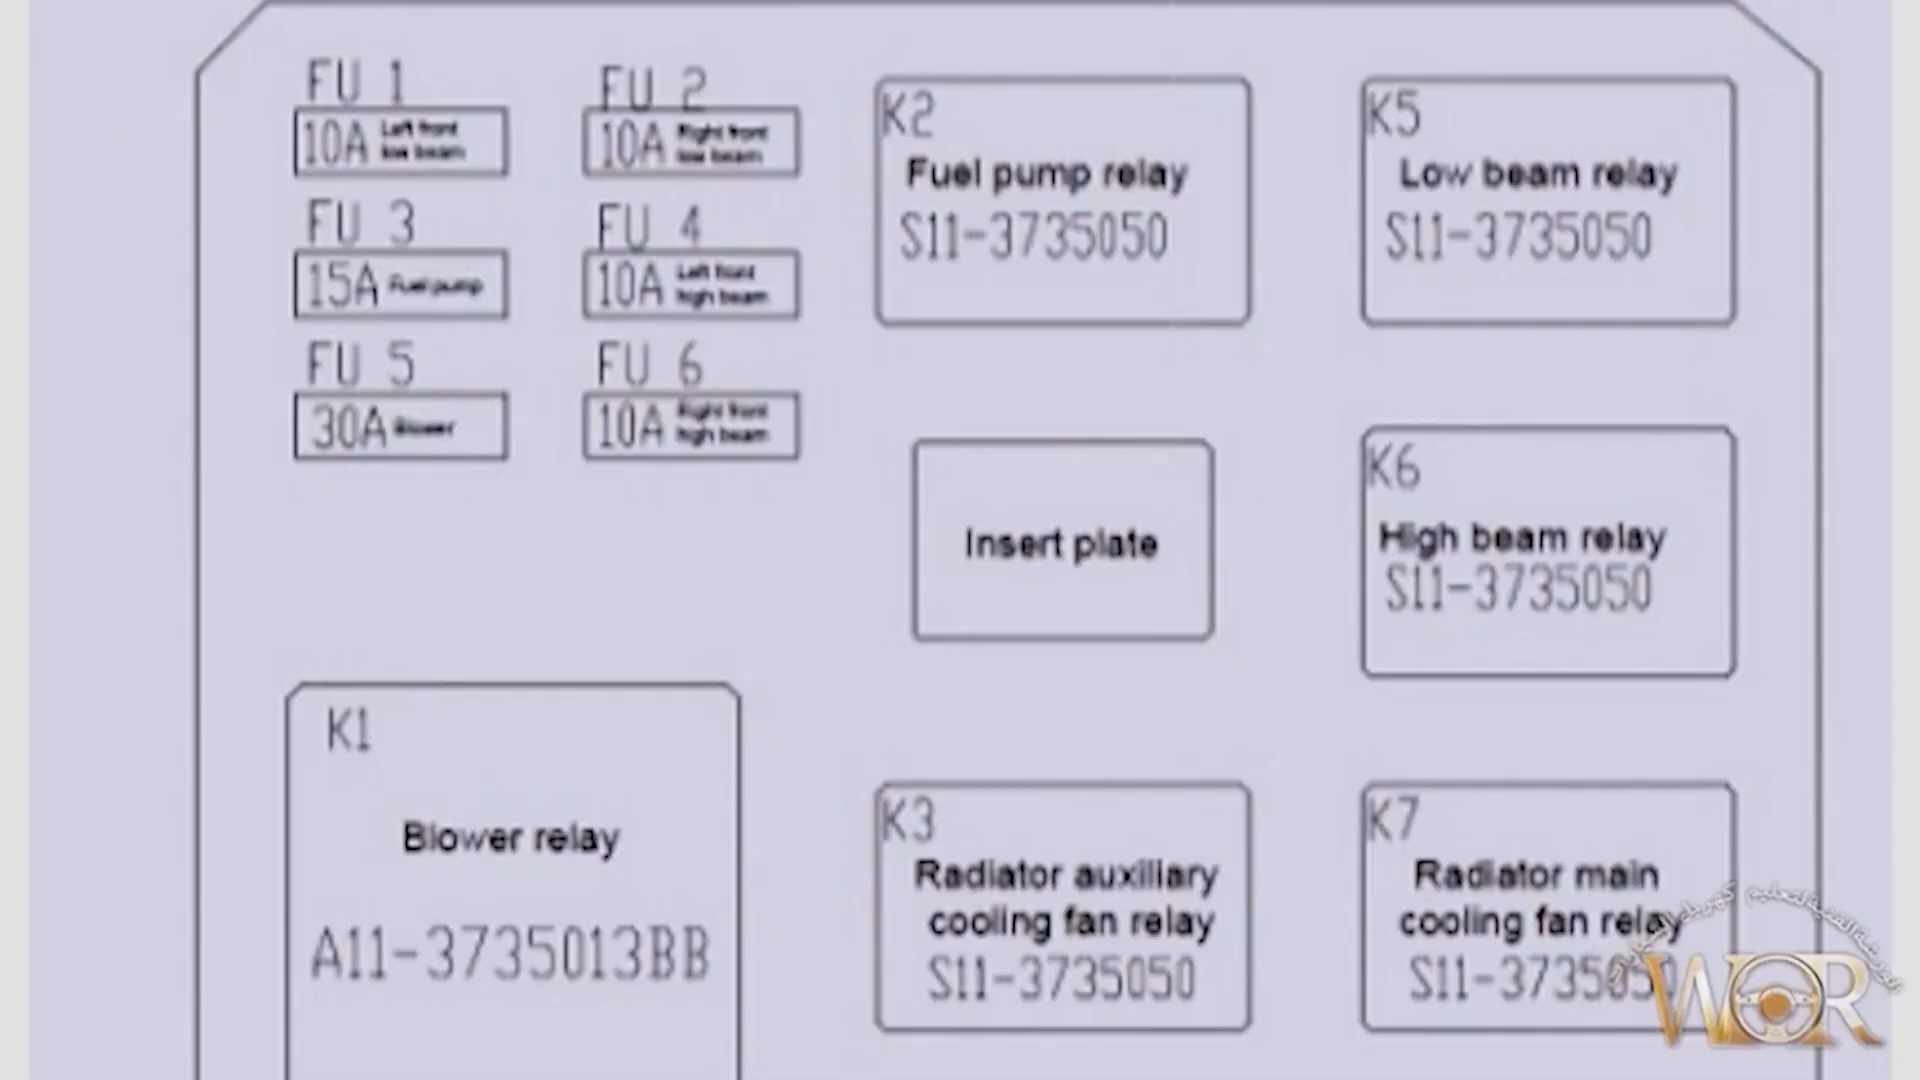 FU 1
10A Left front
low beam
FU 2
10A Right front
low beam
FU 3
15A Fuel pump
FU 4
10A Left front
high beam
FU 5
30A Blower
FU 6
10A Right front
high beam
K2
Fuel pump relay
S11-3735050
K5
Low beam relay
S11-3735050
Insert plate
K6
High beam relay
S11-3735050
K1
Blower relay
A11-3735013BB
K3
Radiator auxiliary
cooling fan relay
S11-3735050
K7
Radiator main
cooling fan relay
S11-3735050
WOR